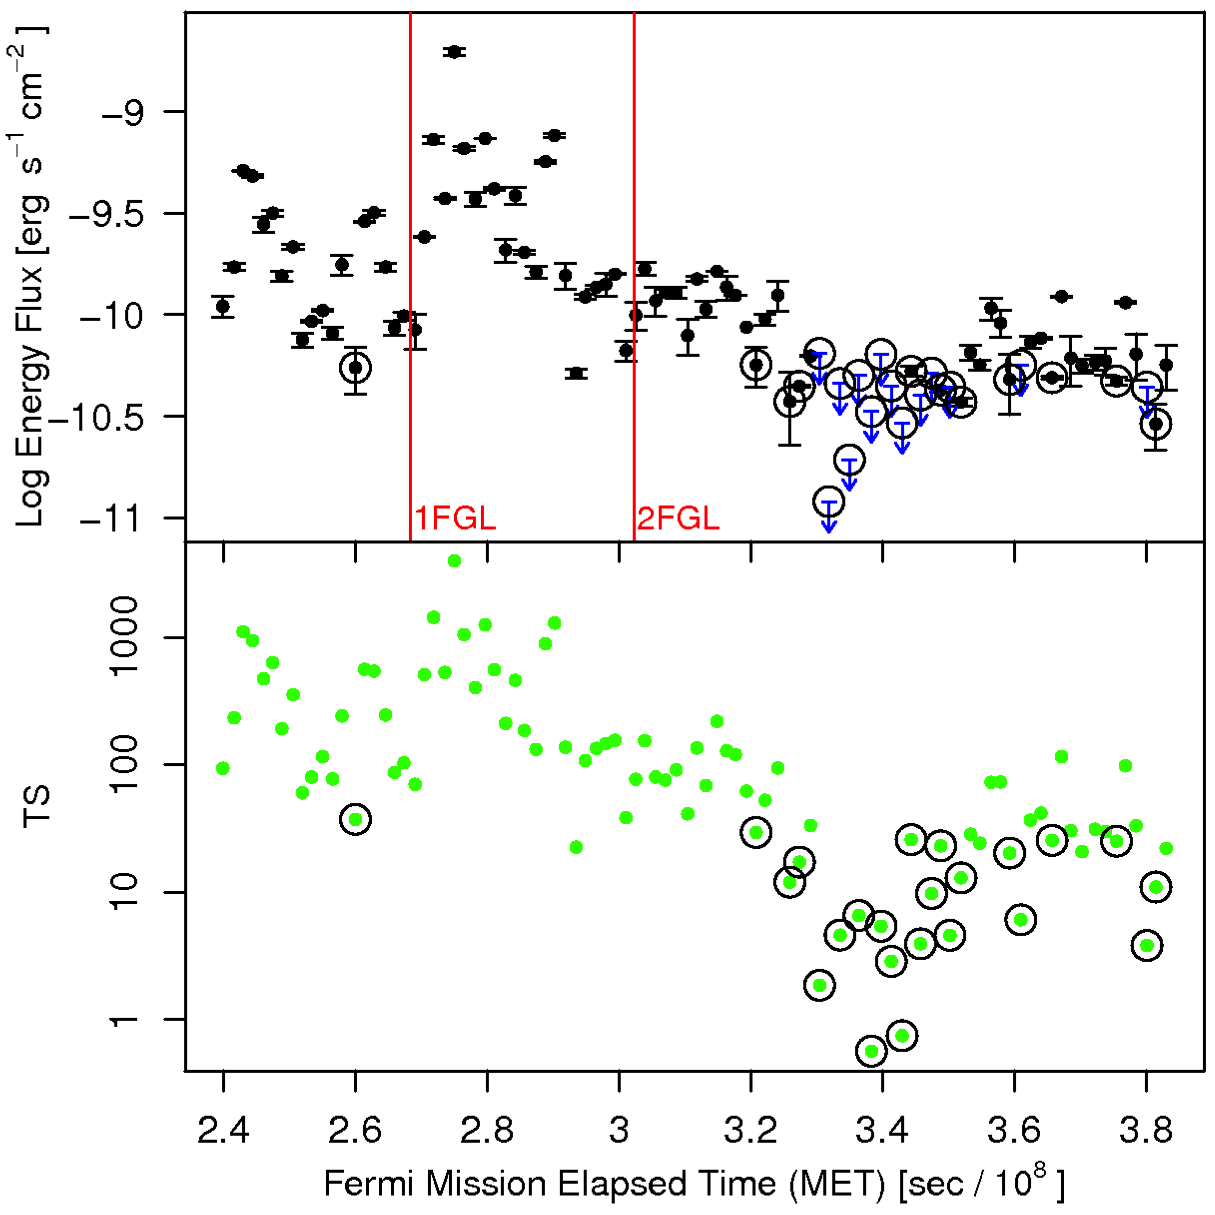 Log Energy Flux [erg s⁻¹ cm⁻²]
−9
−9.5
−10
−10.5
−11
1FGL
2FGL
TS
1000
100
10
1
2.4 2.6 2.8 3 3.2 3.4 3.6 3.8
Fermi Mission Elapsed Time (MET) [sec / 10⁸]